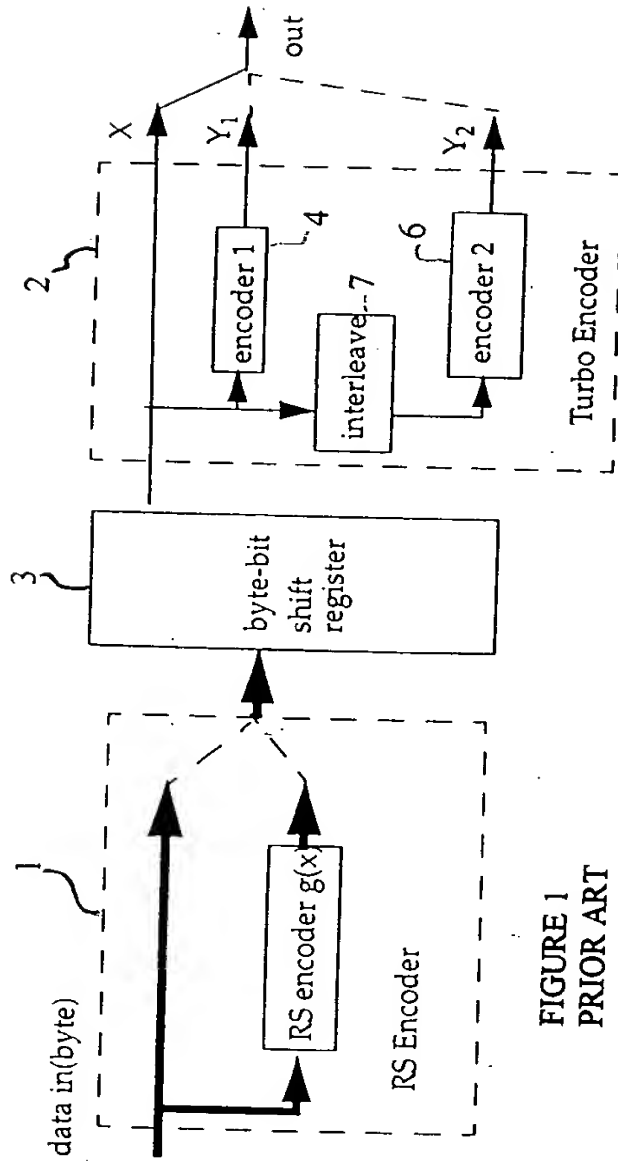 data in(byte)
1
RS encoder g(x)
RS Encoder
3
byte-bit
shift
register
2
X
Y1
Y2
out
encoder 1
4
interleave
7
encoder 2
6
Turbo Encoder
FIGURE 1
PRIOR ART